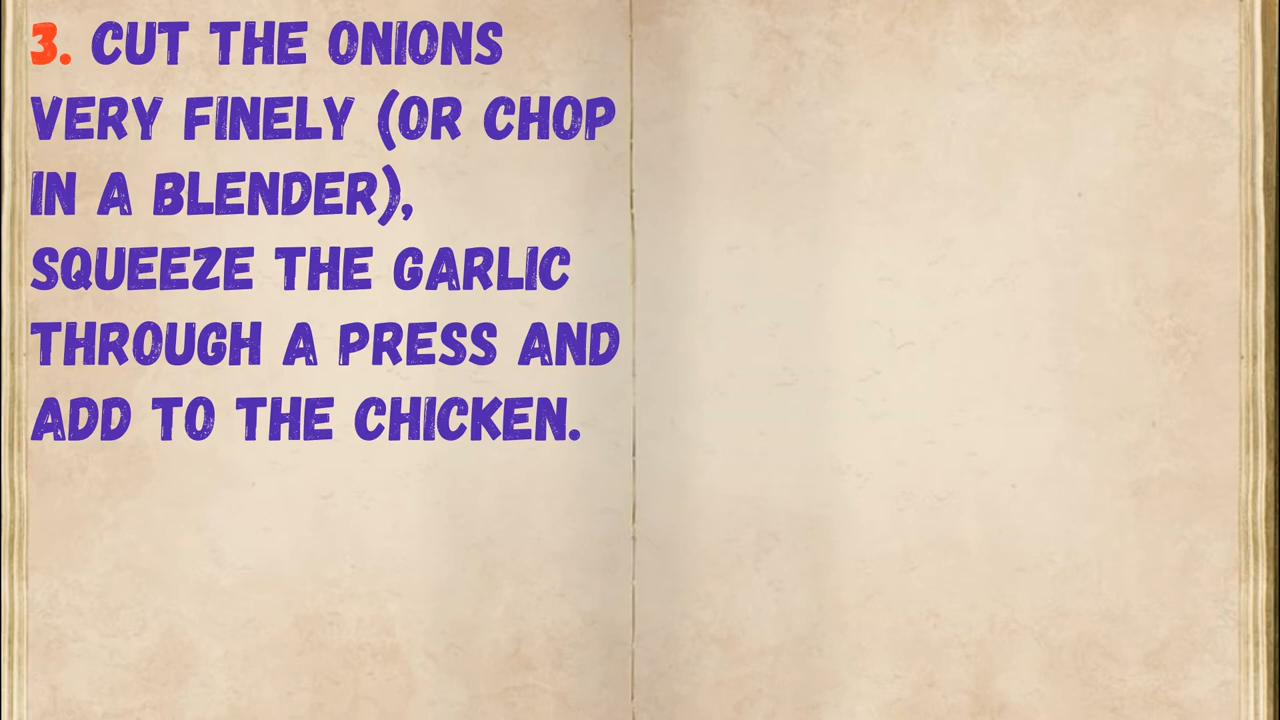 3. CUT THE ONIONS
VERY FINELY (OR CHOP
IN A BLENDER),
SQUEEZE THE GARLIC
THROUGH A PRESS AND
ADD TO THE CHICKEN.